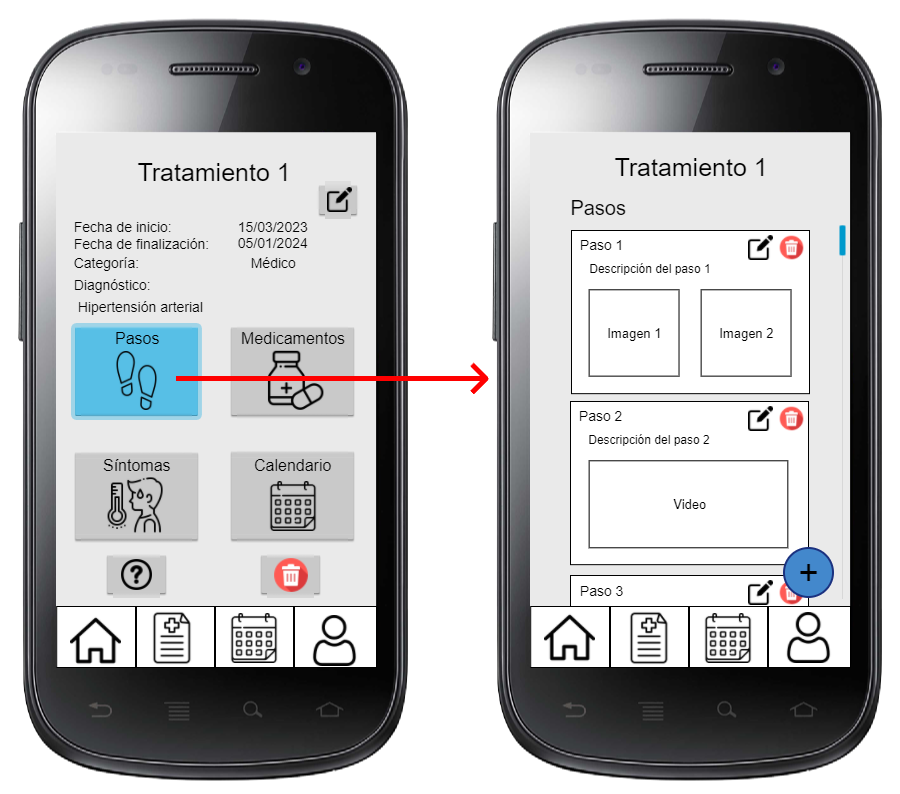 Tratamiento 1
Fecha de inicio: 15/03/2023
Fecha de finalización: 05/01/2024
Categoría: Médico
Diagnóstico:
Hipertensión arterial
Pasos
Medicamentos
Síntomas
Calendario
?
Tratamiento 1
Pasos
Paso 1
Descripción del paso 1
Imagen 1
Imagen 2
Paso 2
Descripción del paso 2
Video
Paso 3
+